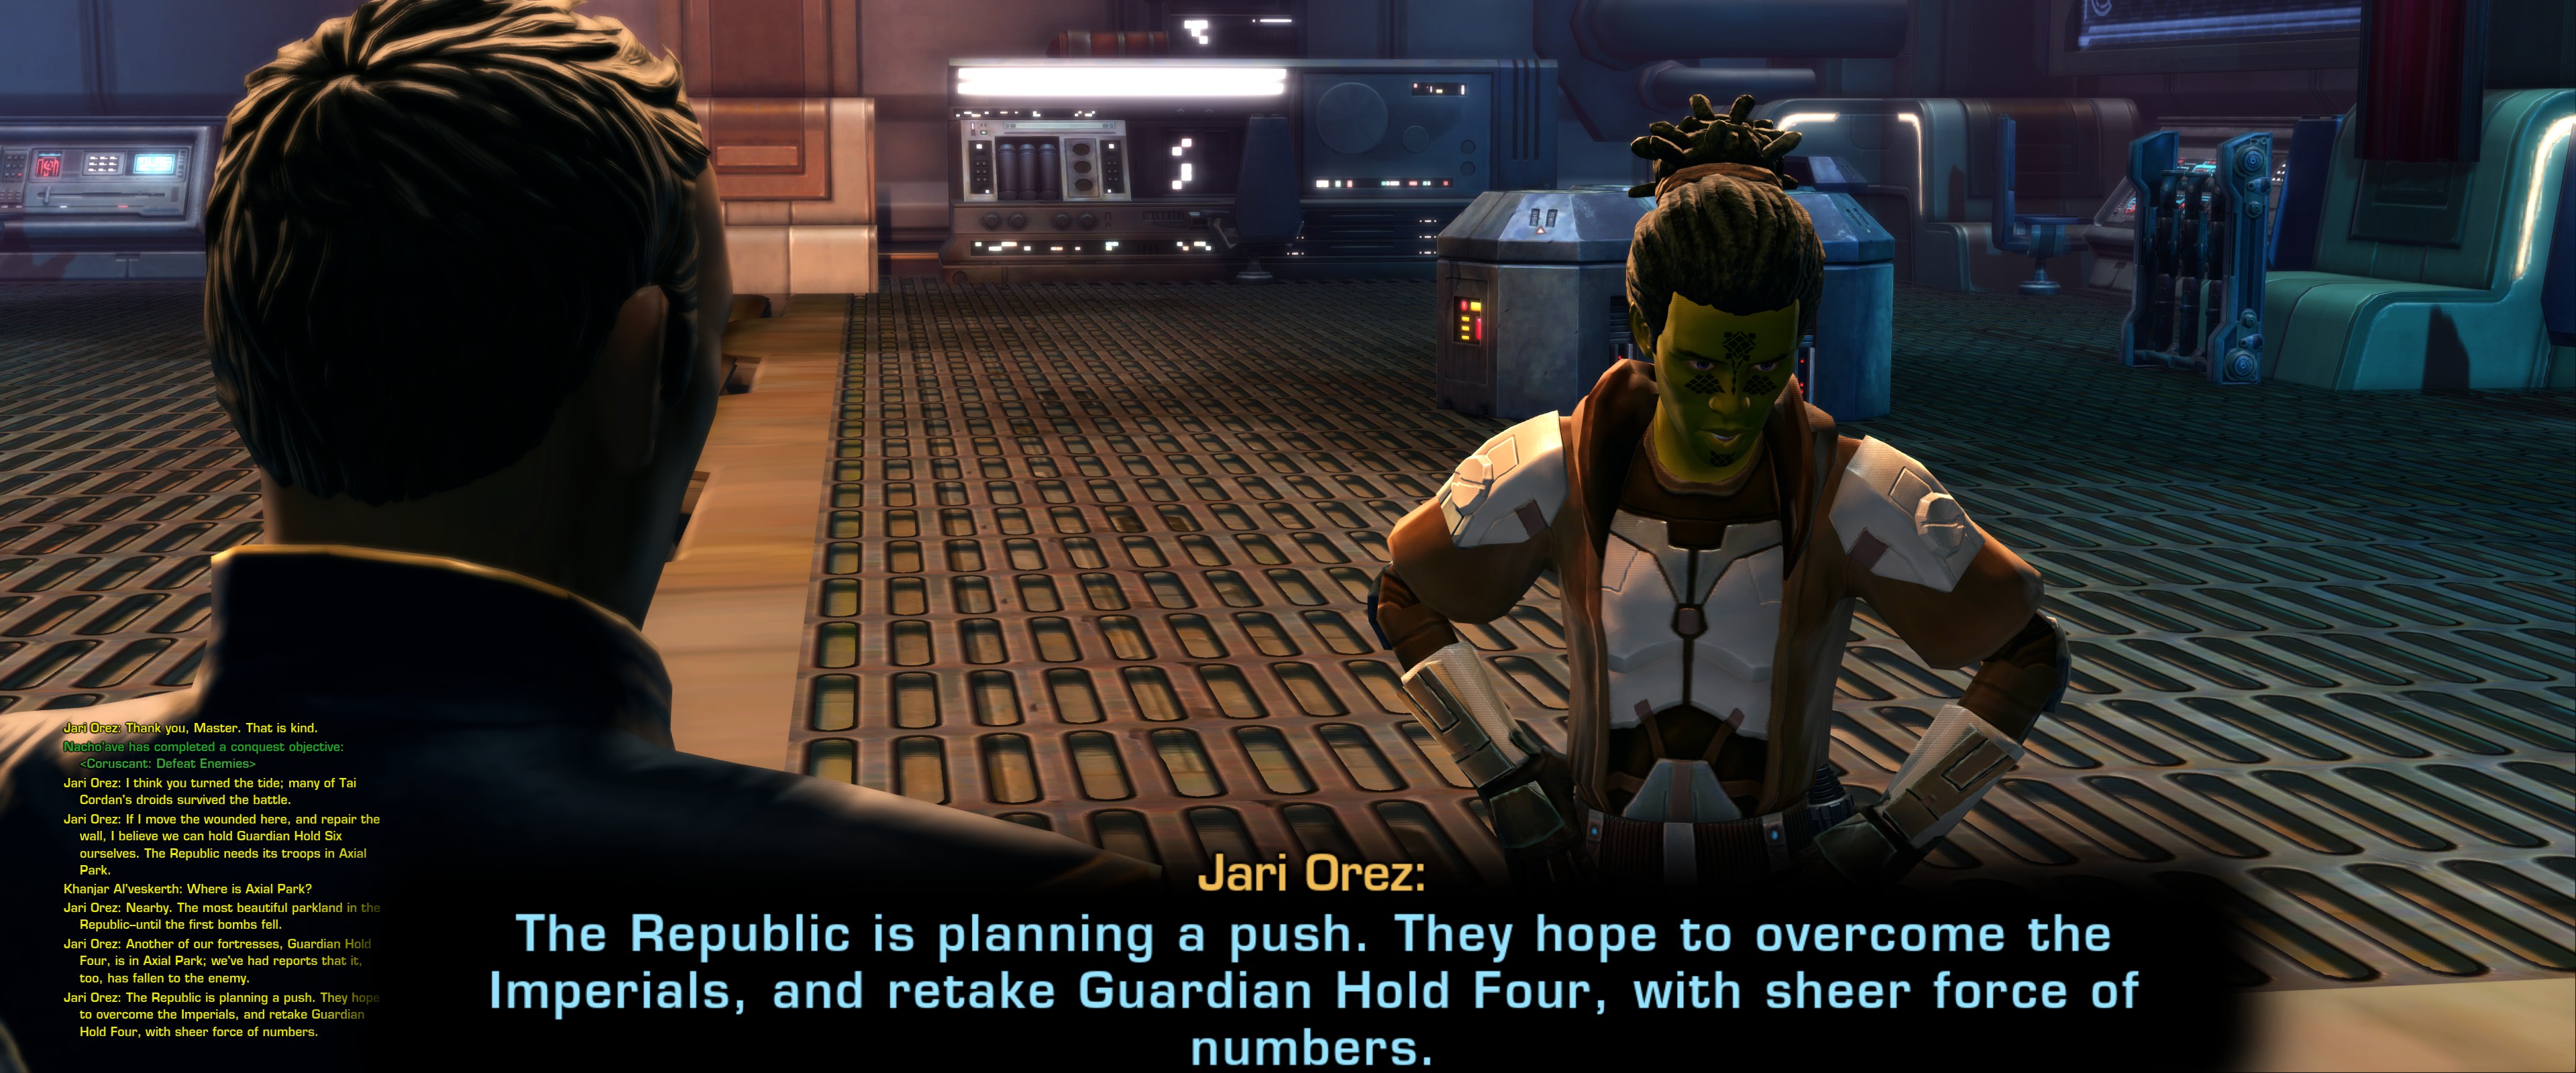 Jari Orez: Thank you, Master. That is kind.
Nacho'ave has completed a conquest objective:
<Coruscant: Defeat Enemies>
Jari Orez: I think you turned the tide; many of Tai
Cordan's droids survived the battle.
Jari Orez: If I move the wounded here, and repair the
wall, I believe we can hold Guardian Hold Six
ourselves. The Republic needs its troops in Axial
Park.
Khanjar Al'veskerth: Where is Axial Park?
Jari Orez: Nearby. The most beautiful parkland in the
Republic–until the first bombs fell.
Jari Orez: Another of our fortresses, Guardian Hold
Four, is in Axial Park; we've had reports that it,
too, has fallen to the enemy.
Jari Orez: The Republic is planning a push. They hope
to overcome the Imperials, and retake Guardian
Hold Four, with sheer force of numbers.
Jari Orez:
The Republic is planning a push. They hope to overcome the
Imperials, and retake Guardian Hold Four, with sheer force of
numbers.